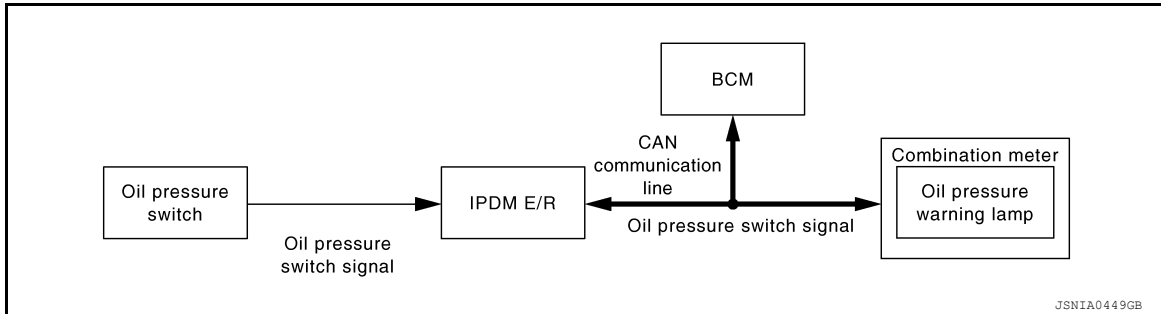 BCM
CAN
communication
line
Combination meter
Oil pressure
switch
IPDM E/R
Oil pressure
warning lamp
Oil pressure switch signal
Oil pressure
switch signal
JSNIA0449GB